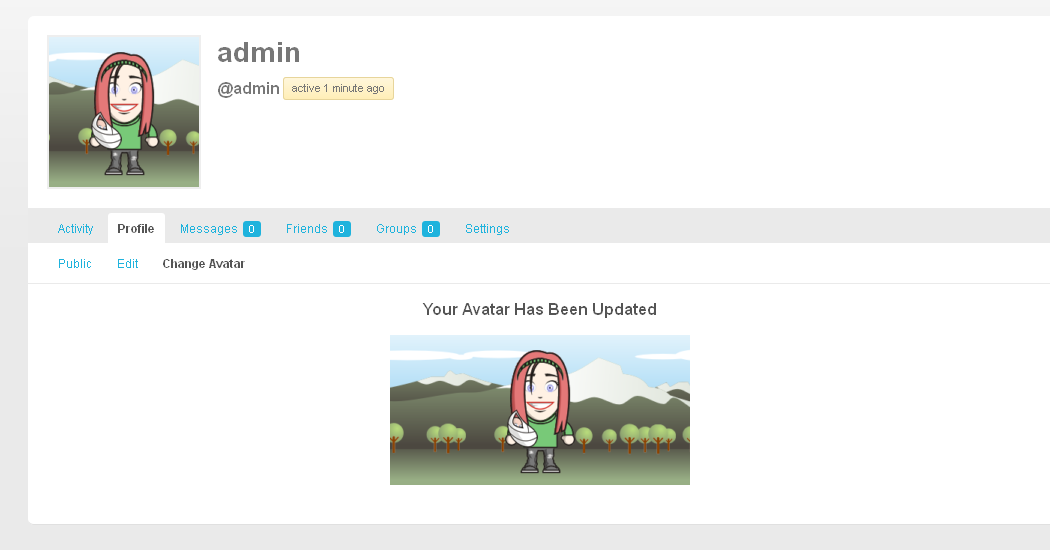 admin
@admin active 1 minute ago
Activity Profile Messages 0 Friends 0 Groups 0 Settings
Public Edit Change Avatar
Your Avatar Has Been Updated